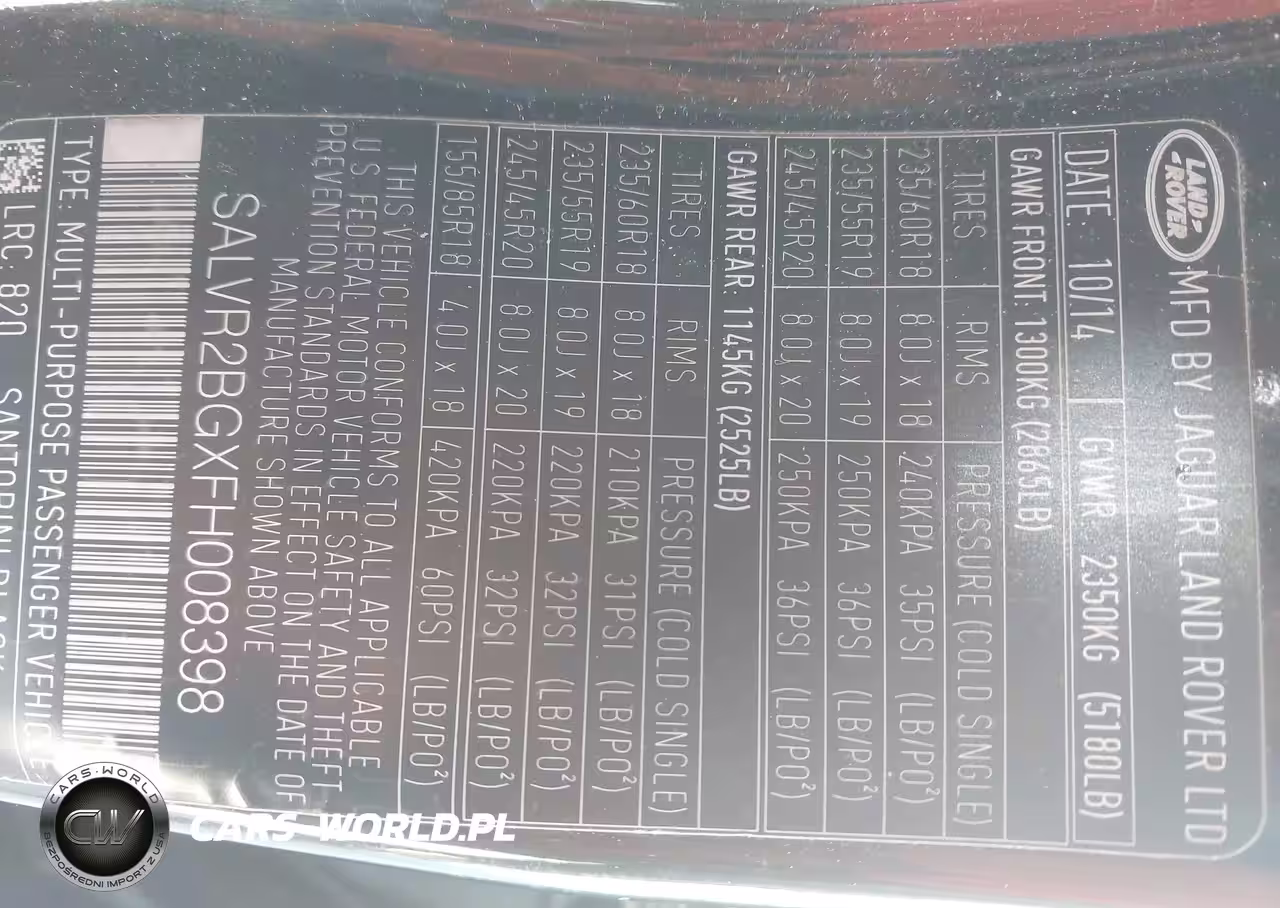 LAND-
-ROVER
MFD BY JAGUAR LAND ROVER LTD
DATE 10/14 GVWR 2350KG (5180LB)
GAWR FRONT: 1300KG (2865LB)
TIRES RIMS PRESSURE (COLD SINGLE)
235/60R18 8.0J x 18 240KPA 35PSI (LB/PO²)
235/55R19 8.0J x 19 250KPA 36PSI (LB/PO²)
245/45R20 8.0J x 20 250KPA 36PSI (LB/PO²)
GAWR REAR: 1145KG (2525LB)
TIRES RIMS PRESSURE (COLD SINGLE)
235/60R18 8.0J x 18 210KPA 31PSI (LB/PO²)
235/55R19 8.0J x 19 220KPA 32PSI (LB/PO²)
245/45R20 8.0J x 20 220KPA 32PSI (LB/PO²)
155/85R18 4.0J x 18 420KPA 60PSI (LB/PO²)
THIS VEHICLE CONFORMS TO ALL APPLICABLE
U S FEDERAL MOTOR VEHICLE SAFETY AND THEFT
PREVENTION STANDARDS IN EFFECT ON THE DATE OF
MANUFACTURE SHOWN ABOVE
SALVR2BGXFH008398
TYPE: MULTI-PURPOSE PASSENGER VEHICLE
LRC: 820 SANTORINI BLACK
CARS-WORLD
CW
BEZPOŚREDNI IMPORT Z USA
CARS-WORLD.PL